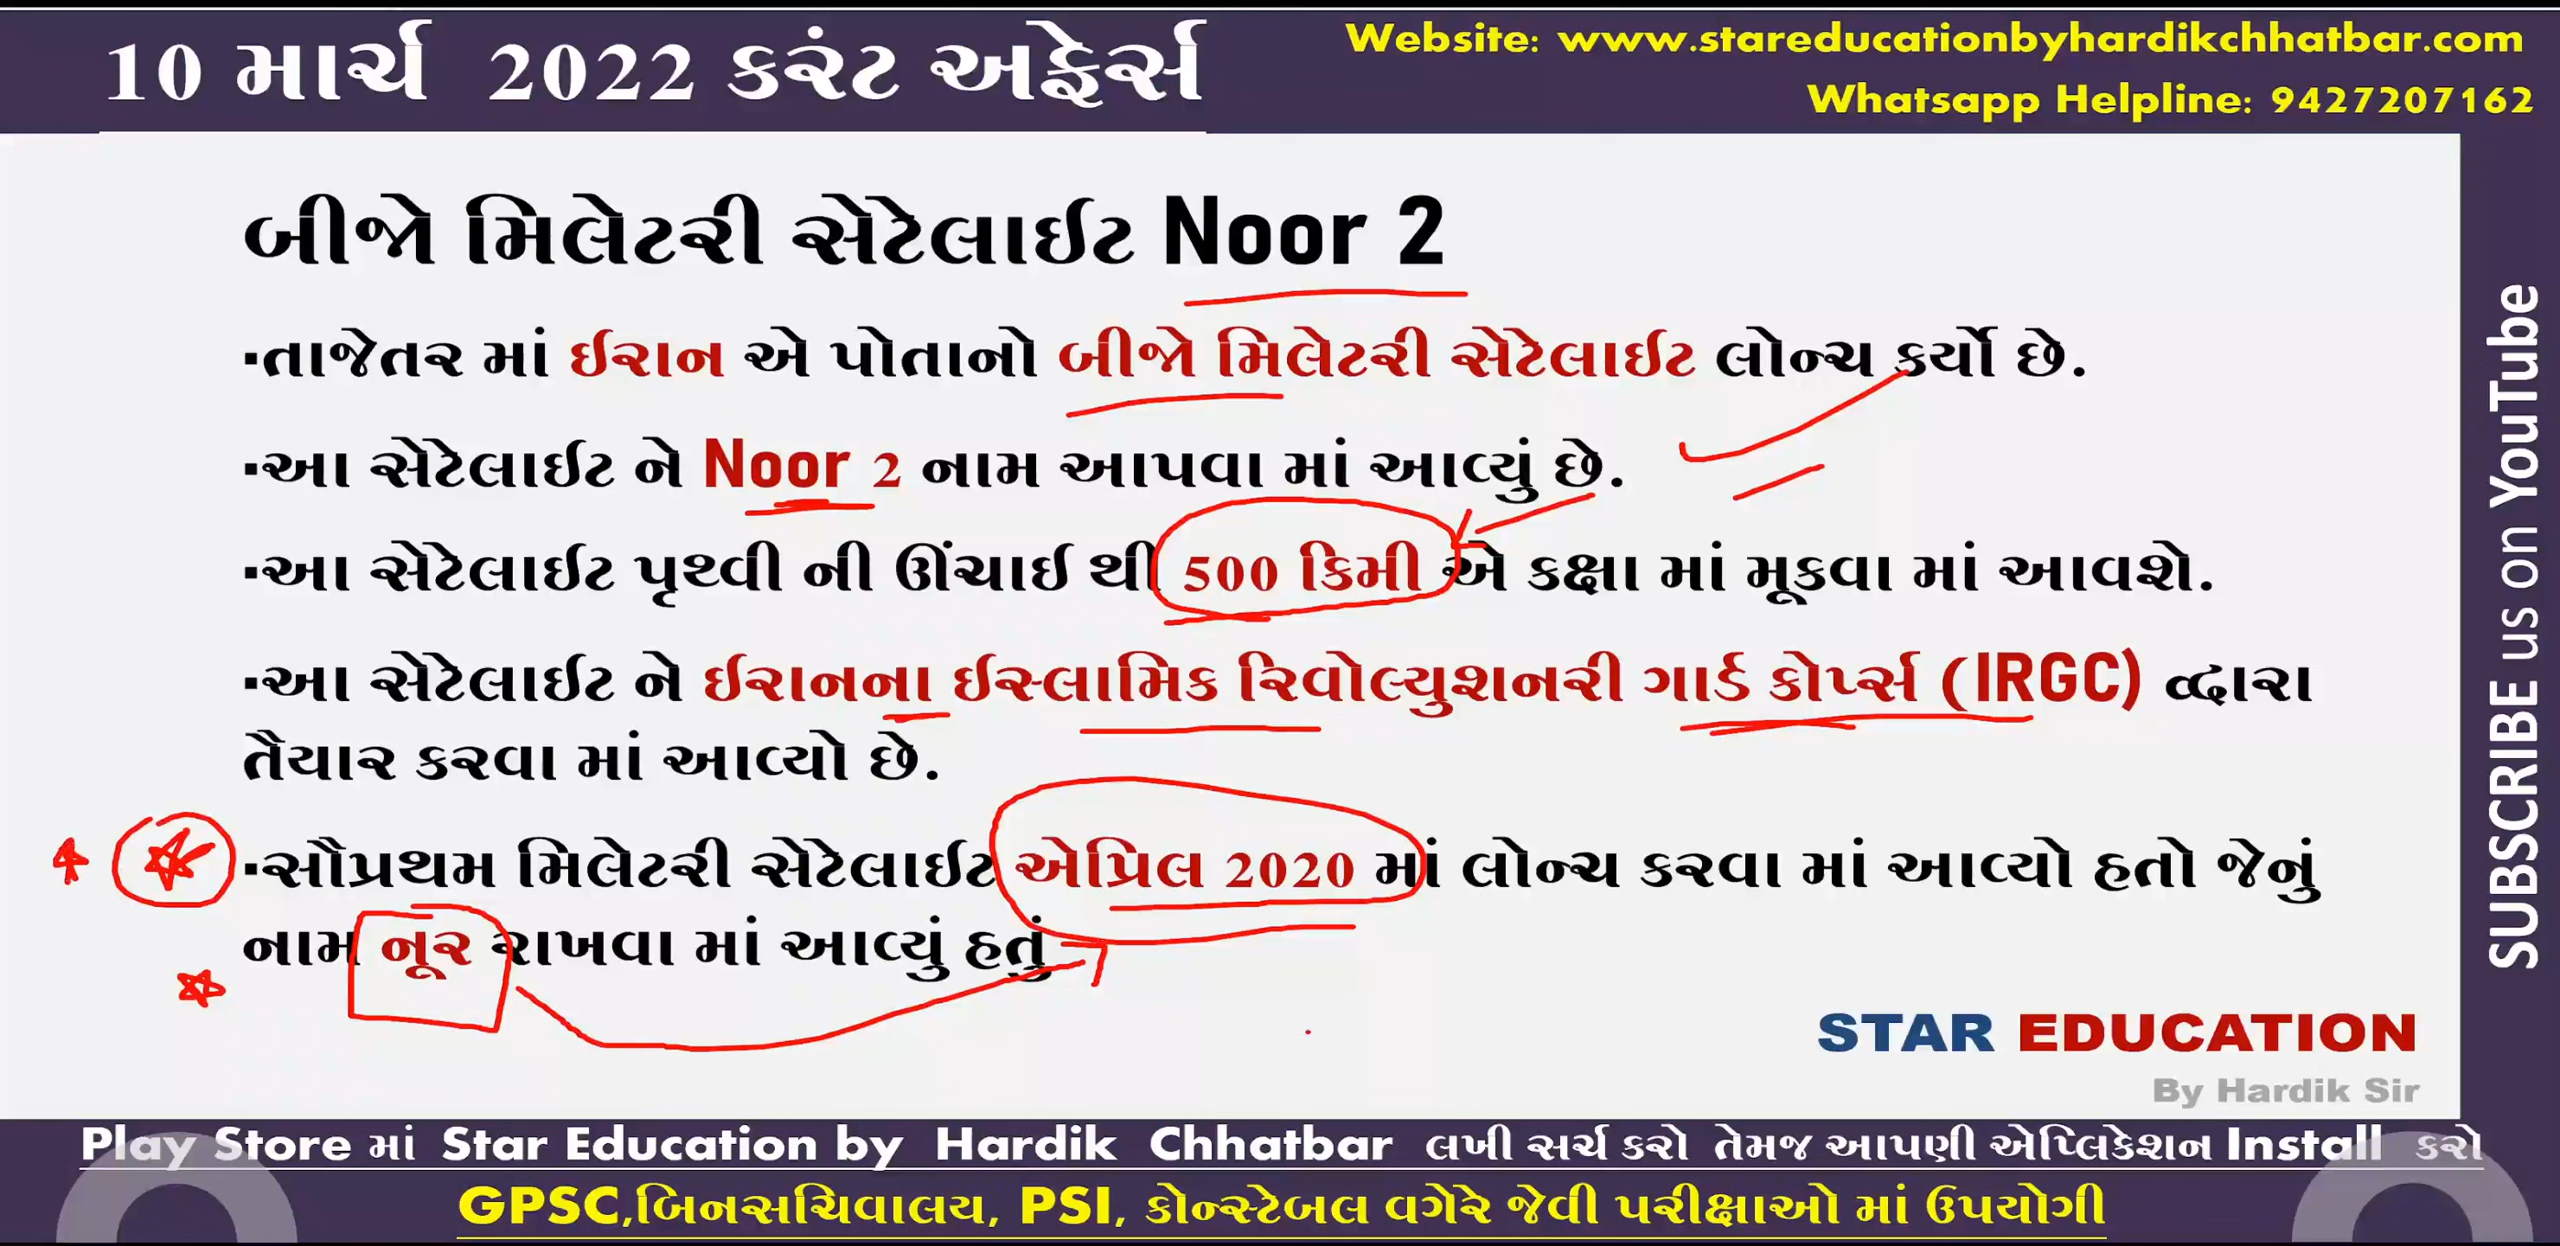 10 માર્ચ 2022 કરંટ અફેર્સ
Website: www.stareducationbyhardikchhatbar.com
Whatsapp Helpline: 9427207162
બીજો મિલેટરી સેટેલાઈટ Noor 2
▪તાજેતર માં ઈરાન એ પોતાનો બીજો મિલેટરી સેટેલાઈટ લોન્ચ કર્યો છે.
▪આ સેટેલાઈટ ને Noor 2 નામ આપવા માં આવ્યું છે.
▪આ સેટેલાઈટ પૃથ્વી ની ઊંચાઈ થી 500 કિમી એ કક્ષા માં મૂકવા માં આવશે.
▪આ સેટેલાઈટ ને ઈરાનના ઈસ્લામિક રિવોલ્યુશનરી ગાર્ડ કોર્પ્સ (IRGC) વ્દારા
તૈયાર કરવા માં આવ્યો છે.
▪સૌપ્રથમ મિલેટરી સેટેલાઈટ એપ્રિલ 2020 માં લોન્ચ કરવા માં આવ્યો હતો જેનું
નામ નૂર રાખવા માં આવ્યું હતું
STAR EDUCATION
By Hardik Sir
SUBSCRIBE us on YouTube
Play Store માં Star Education by Hardik Chhatbar લખી સર્ચ કરો તેમજ આપણી એપ્લિકેશન Install કરો
GPSC,બિનસચિવાલય, PSI, કોન્સ્ટેબલ વગેરે જેવી પરીક્ષાઓ માં ઉપયોગી